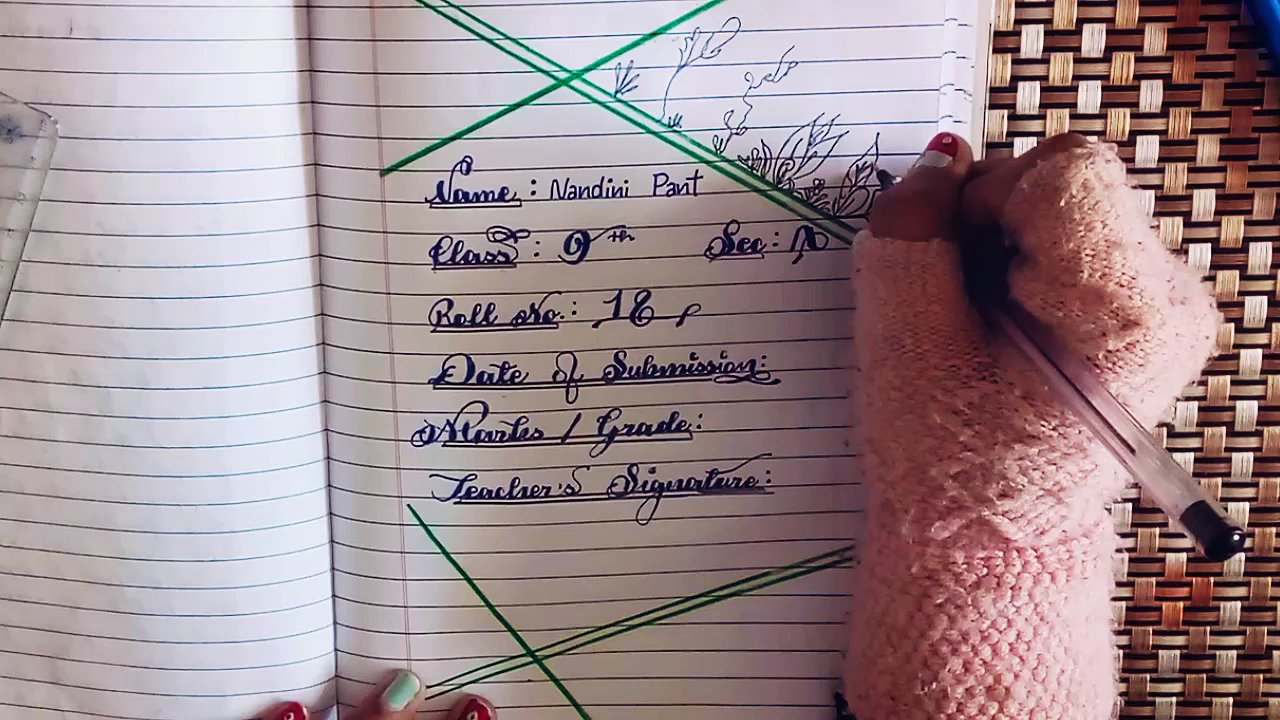 Name : Nandini Pant
Class : 9th Sec : A
Roll No. : 18
Date of Submission:
Marks / Grade:
Teacher's Signature: